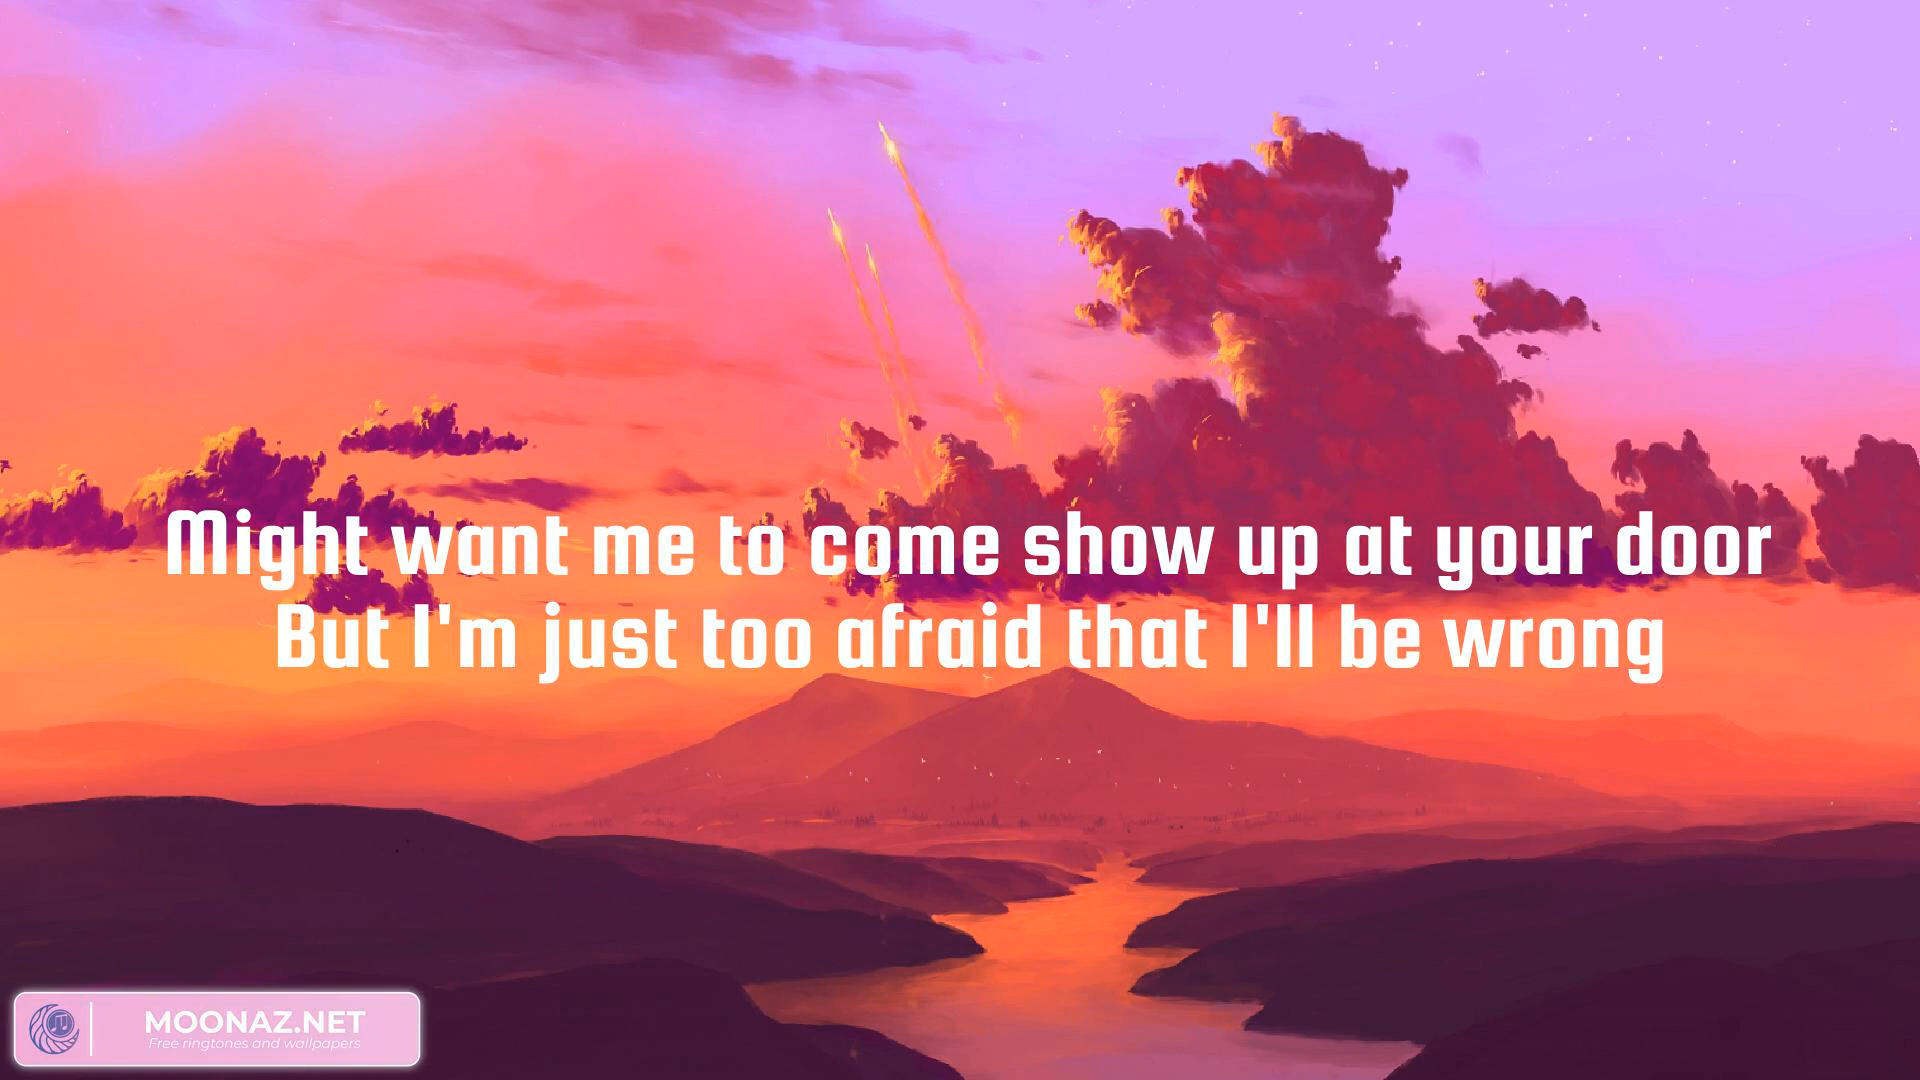 Might want me to come show up at your door
But I'm just too afraid that I'll be wrong
MOONAZ.NET
Free ringtones and wallpapers